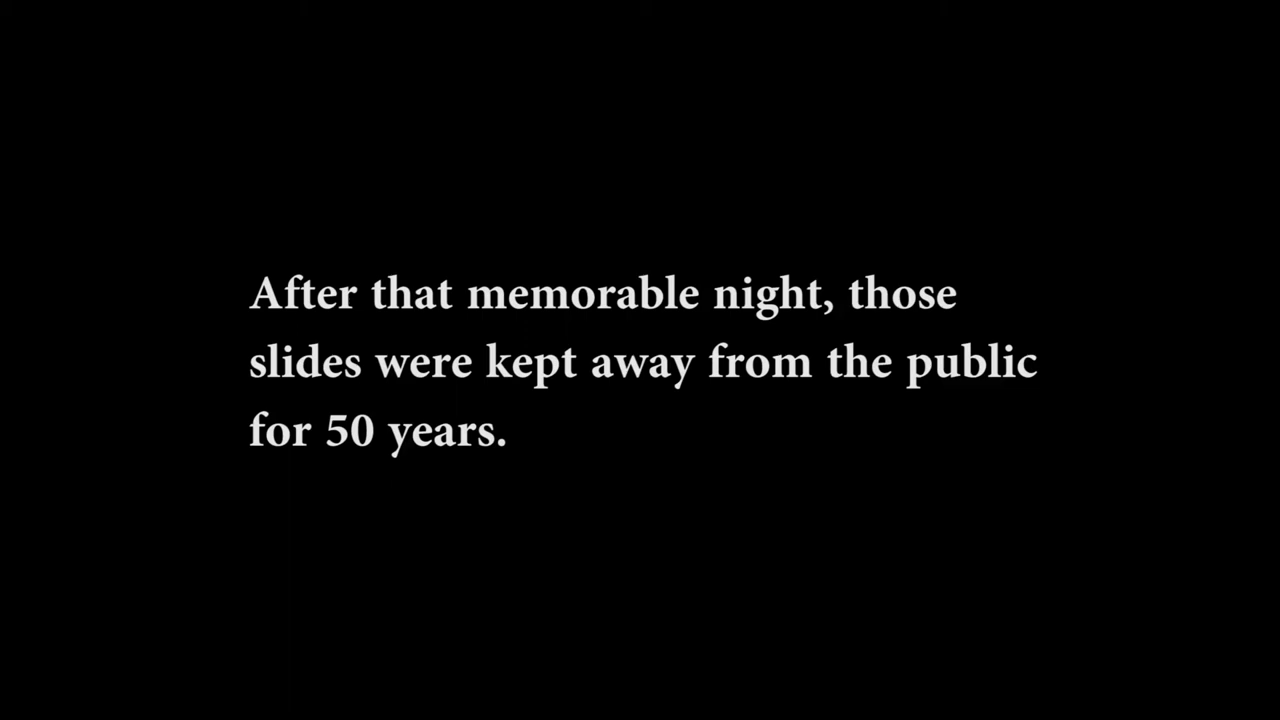 After that memorable night, those
slides were kept away from the public
for 50 years.